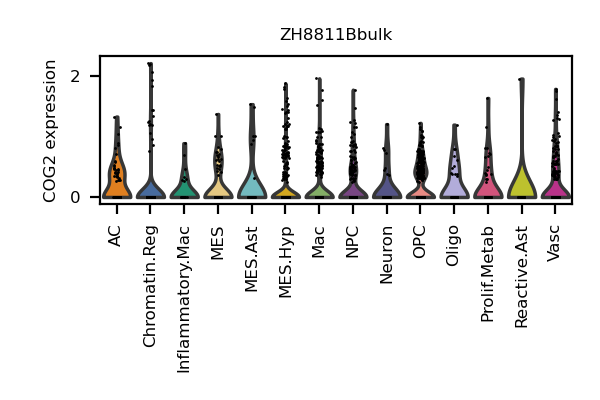 ZH8811Bbulk
COG2 expression
2
0
AC
Chromatin.Reg
Inflammatory.Mac
MES
MES.Ast
MES.Hyp
Mac
NPC
Neuron
OPC
Oligo
Prolif.Metab
Reactive.Ast
Vasc